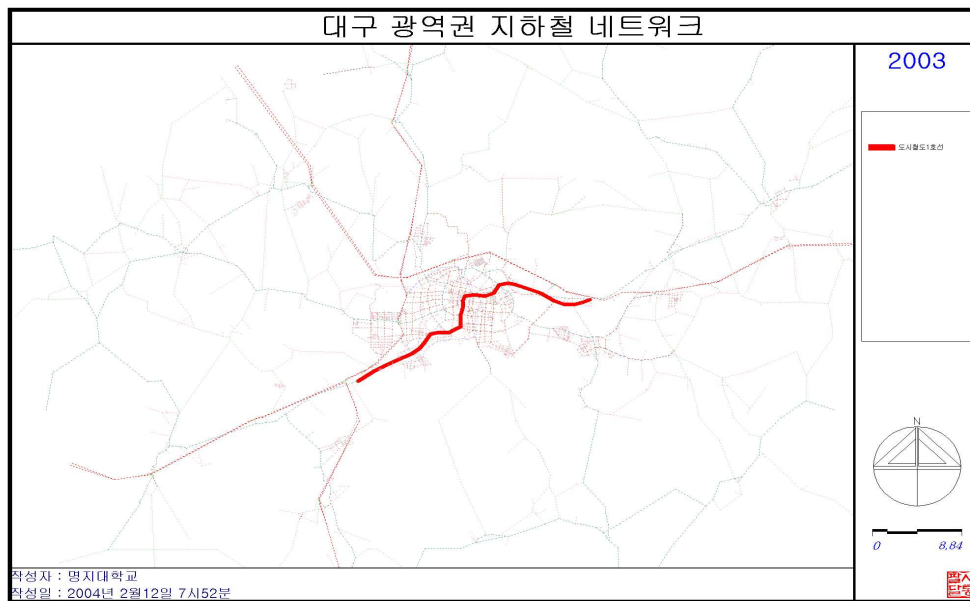 대구 광역권 지하철 네트워크
2003
도시철도1호선
N
0 8.84
작성자 : 명지대학교
작성일 : 2004년 2월12일 7시52분